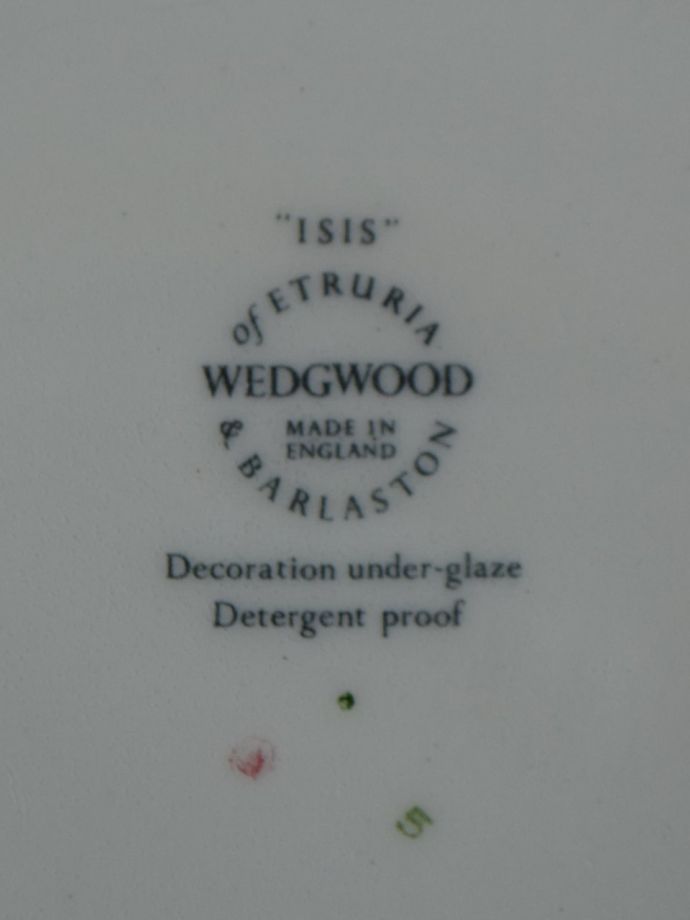 "ISIS"
of ETRURIA
WEDGWOOD
MADE IN
ENGLAND
& BARLASTON
Decoration under-glaze
Detergent proof
5